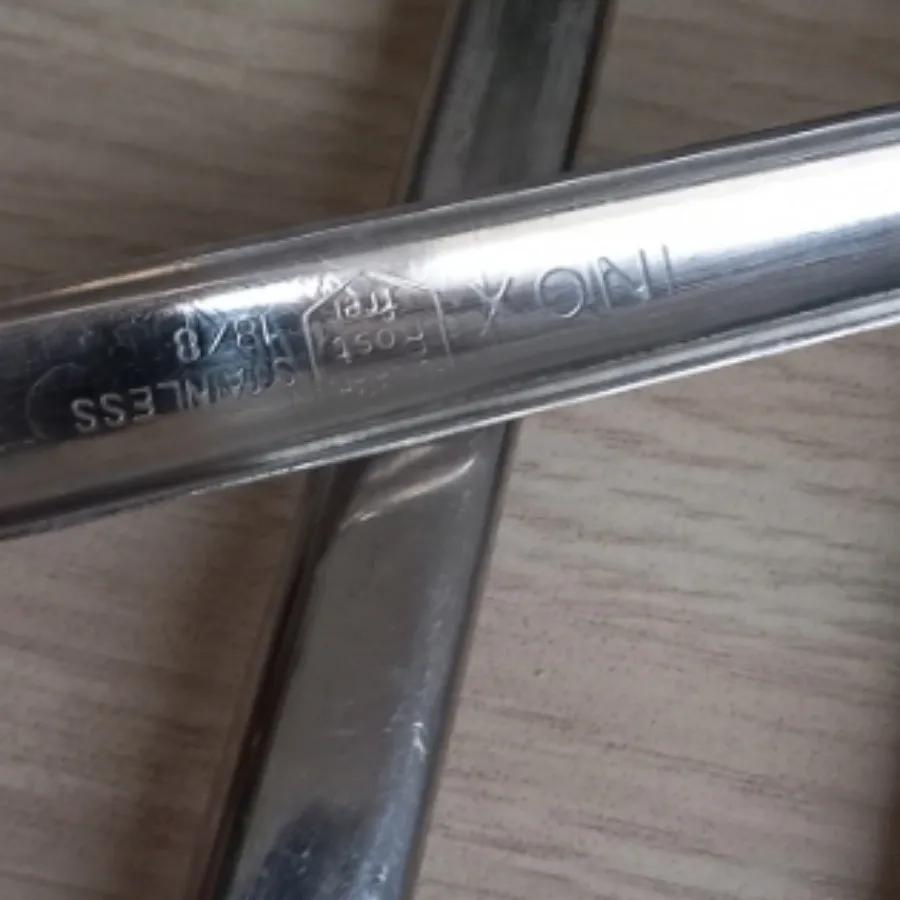 INOX
Rost
frei
STAINLESS
18/8